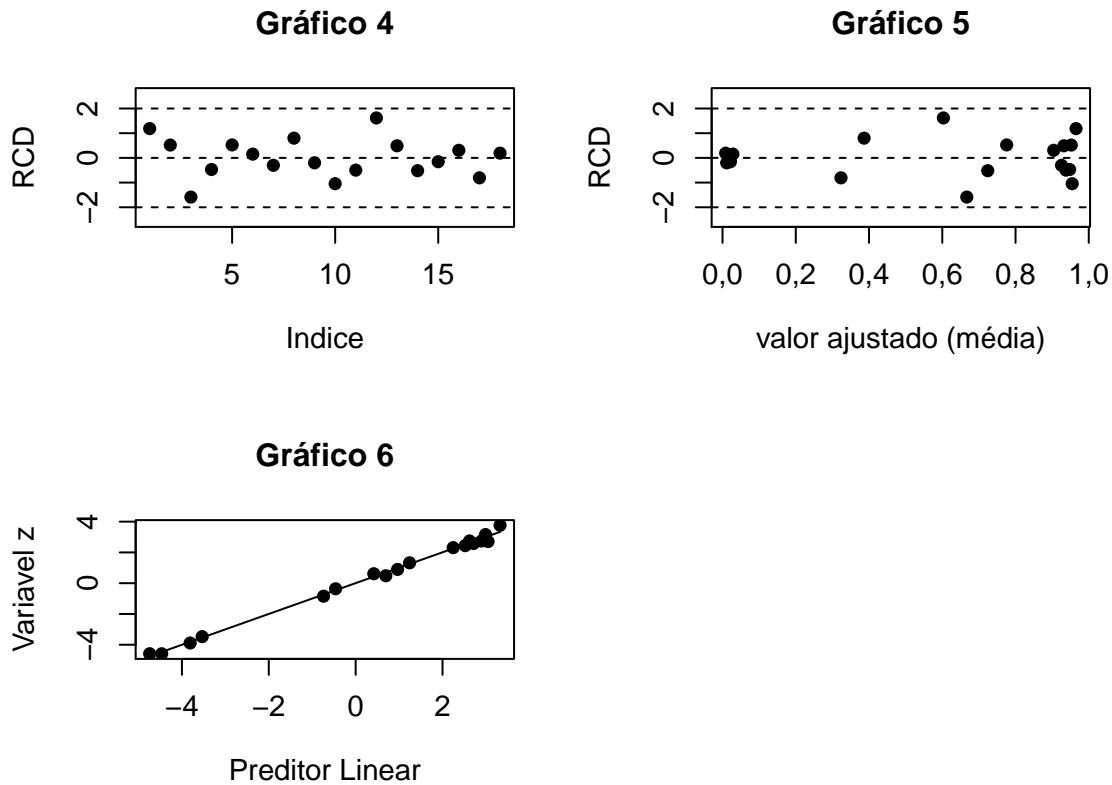 Gráfico 4
RCD
2
0
−2
5
10
15
Indice
Gráfico 5
RCD
2
0
−2
0,0
0,2
0,4
0,6
0,8
1,0
valor ajustado (média)
Gráfico 6
Variavel z
4
0
−4
−4
−2
0
2
Preditor Linear